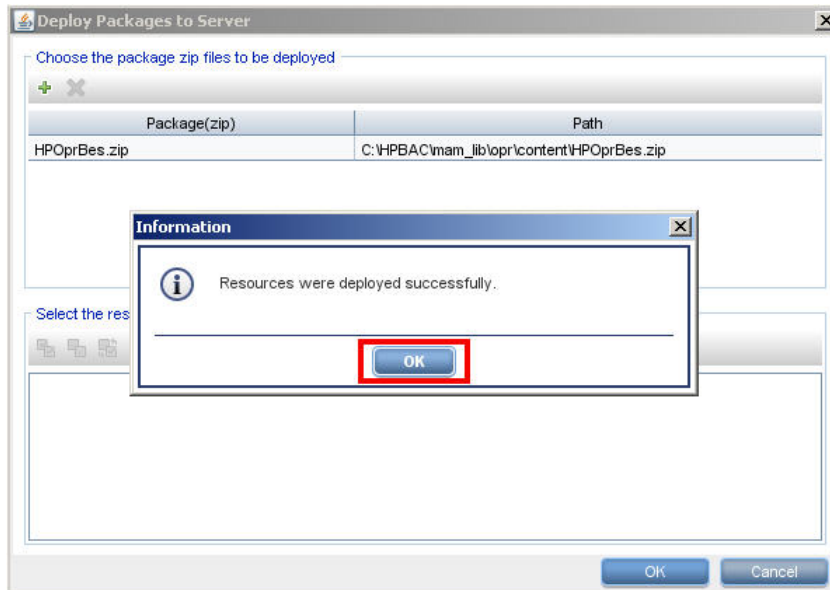 Deploy Packages to Server
Choose the package zip files to be deployed
Package(zip) Path
HPOprBes.zip C:\HPBAC\mam_lib\opr\content\HPOprBes.zip
Information
Resources were deployed successfully.
Select the res
OK
OK Cancel